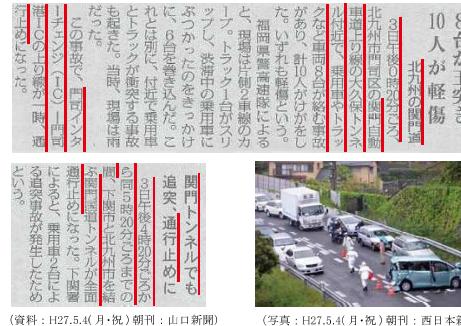 10人が軽傷
北九州の関門道
３日午後０時20分ごろ、
北九州市門司区の関門自動
車道上り線の大久保トンネ
ル付近で、乗用車やトラッ
クなど車両８台が絡む事故
があり、計10人がけがをし
た。いずれも軽傷という。
福岡県警高速隊による
と、現場は片側２車線のカ
ーブ。トラック１台がスリ
ップし、渋滞中の乗用車に
ぶつかったのをきっかけ
に、６台を巻き込んだ。こ
れとは別に、付近で乗用車
とトラックが衝突する事故
も起きた。当時、現場は雨
だった。
この事故で、門司インタ
ーチェンジ（ＩＣ）―門司
港ＩＣの上り線が一時、通
行止めになった。
関門トンネルでも
追突、通行止めに
３日午後４時20分ごろか
ら同５時20分ごろまでの
間、下関市と北九州市を結
ぶ関門国道トンネルが全面
通行止めになった。下関署
によると、乗用車２台によ
る追突事故が発生したため
という。
(資料：H27.5.4(月・祝)朝刊：山口新聞)
(写真：H27.5.4(月・祝)朝刊：西日本